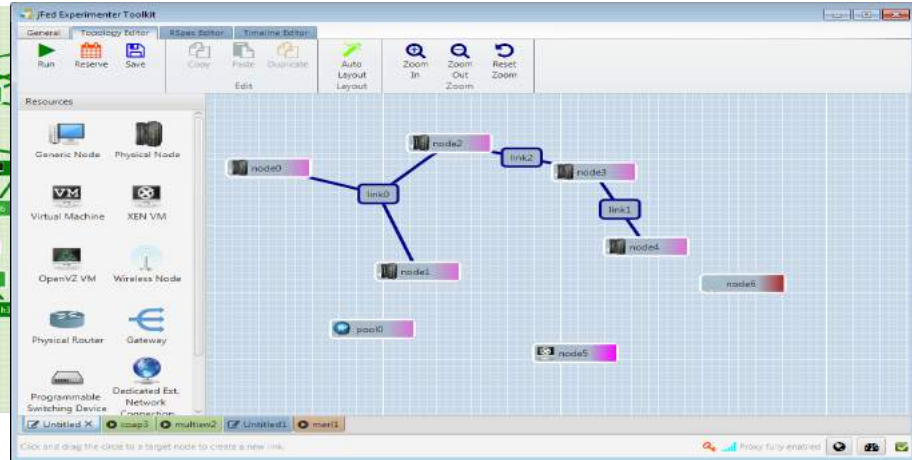 jFed Experimenter Toolkit
General Topology Editor RSpec Editor Timeline Editor
Run Reserve Save Copy Paste Duplicate Auto Layout Zoom In Zoom Out Reset Zoom
Edit Layout Zoom
Resources
Generic Node Physical Node
Virtual Machine XEN VM
OpenVZ VM Wireless Node
Physical Router Gateway
Programmable Switching Device
Dedicated Ext. Network Connection
node2
link2
node0
node3
link0
link1
node4
node1
node6
pool0
node5
Untitled soap3 multisw2 Untitled1 merl1
Click and drag the circle to a target node to create a new link.
Proxy fully enabled